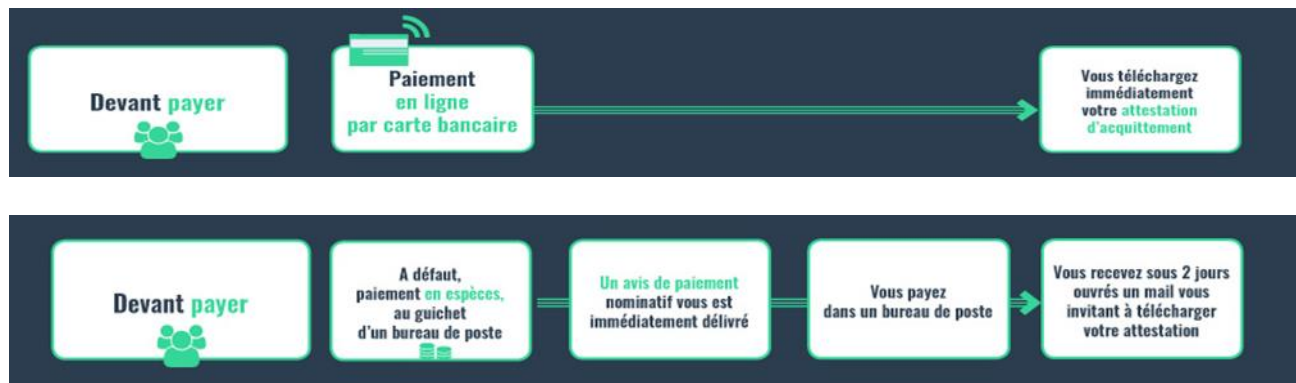 Devant payer
Paiement
en ligne
par carte bancaire
Vous téléchargez
immédiatement
votre attestation
d'acquittement
Devant payer
A défaut,
paiement en espèces,
au guichet
d'un bureau de poste
Un avis de paiement
nominatif vous est
immédiatement délivré
Vous payez
dans un bureau de poste
Vous recevez sous 2 jours
ouvrés un mail vous
invitant à télécharger
votre attestation